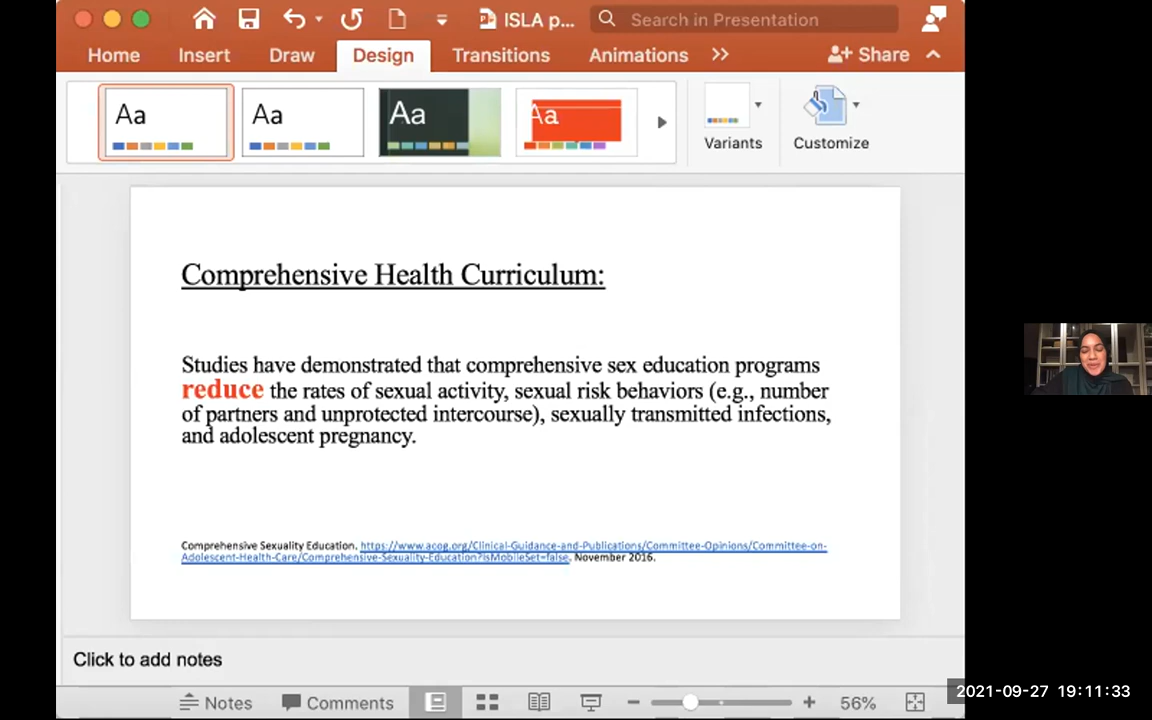 ISLA p...
Search in Presentation
Home Insert Draw Design Transitions Animations >> Share
Aa Aa Aa Aa
Variants Customize
Comprehensive Health Curriculum:
Studies have demonstrated that comprehensive sex education programs
reduce the rates of sexual activity, sexual risk behaviors (e.g., number
of partners and unprotected intercourse), sexually transmitted infections,
and adolescent pregnancy.
Comprehensive Sexuality Education. https://www.acog.org/Clinical-Guidance-and-Publications/Committee-Opinions/Committee-on-
Adolescent-Health-Care/Comprehensive-Sexuality-Education?IsMobileSet=false. November 2016.
Click to add notes
Notes Comments 56%
2021-09-27 19:11:33